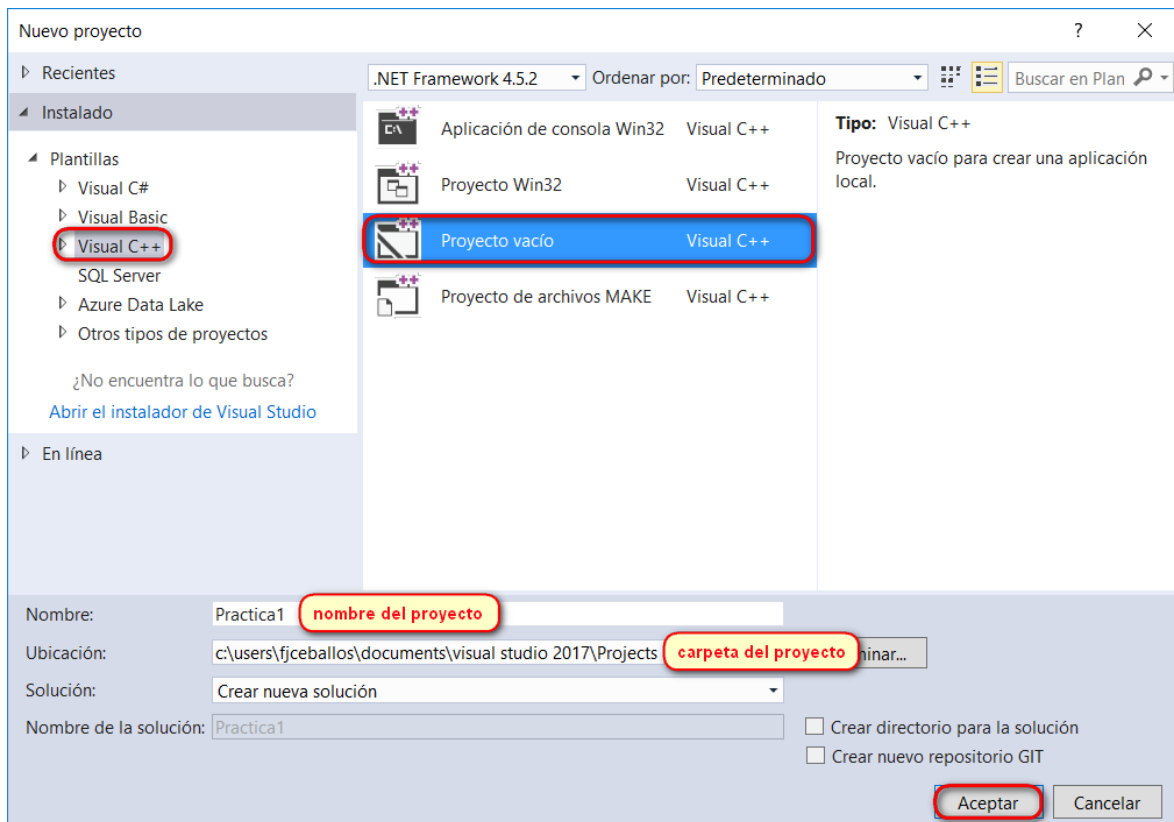 Nuevo proyecto ?
Recientes
.NET Framework 4.5.2 Ordenar por: Predeterminado Buscar en Plan
Instalado
Plantillas
Visual C#
Visual Basic
Visual C++
SQL Server
Azure Data Lake
Otros tipos de proyectos
¿No encuentra lo que busca?
Abrir el instalador de Visual Studio
En línea
Aplicación de consola Win32 Visual C++
Proyecto Win32 Visual C++
Proyecto vacío Visual C++
Proyecto de archivos MAKE Visual C++
Tipo: Visual C++
Proyecto vacío para crear una aplicación
local.
Nombre: Practica1 nombre del proyecto
Ubicación: c:\users\fjceballos\documents\visual studio 2017\Projects carpeta del proyecto inar...
Solución: Crear nueva solución
Nombre de la solución: Practica1
Crear directorio para la solución
Crear nuevo repositorio GIT
Aceptar Cancelar